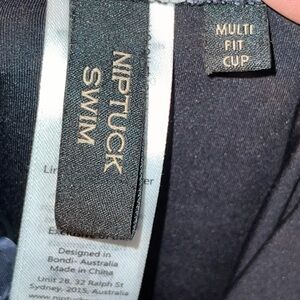 NIPTUCK
SWIM
MULTI
FIT
CUP
Designed in
Bondi- Australia
Made in China
Unit 2B, 32 Ralph St
Sydney, 2015, Australia